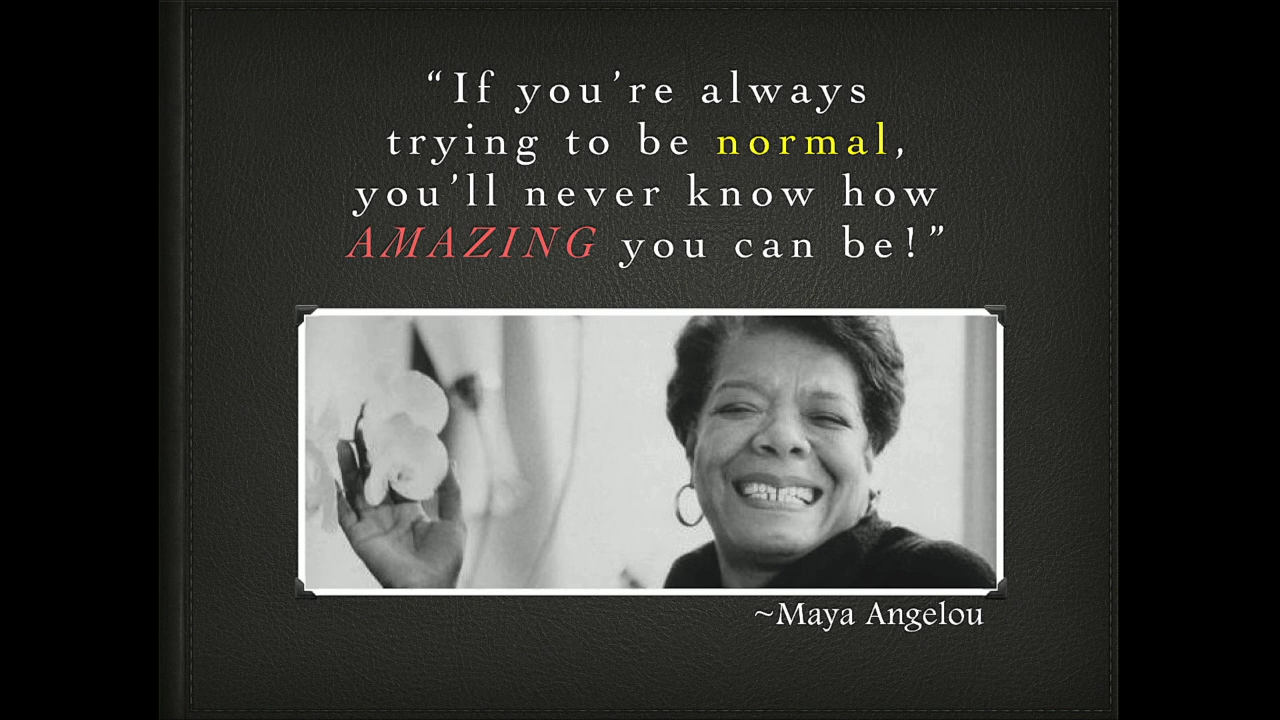 “If you’re always
trying to be normal,
you’ll never know how
AMAZING you can be!”
~Maya Angelou